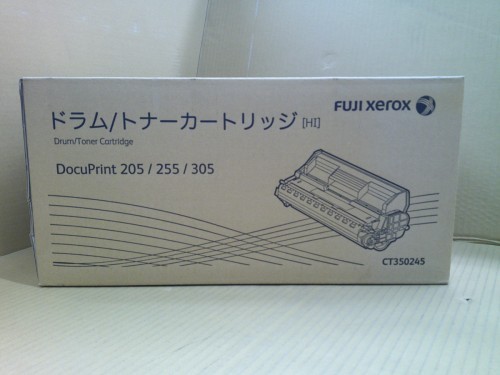 FUJI xerox
ドラム/トナーカートリッジ [HI]
Drum/Toner Cartridge
DocuPrint 205 / 255 / 305
CT350245